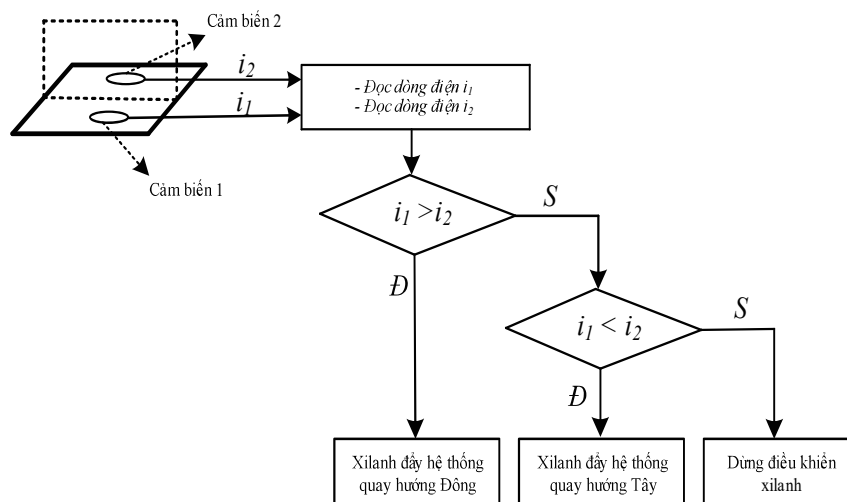 Cảm biến 2
i2
i1
- Đọc dòng điện i1
- Đọc dòng điện i2
Cảm biến 1
i1 >i2
S
Đ
i1 < i2
S
Đ
Xilanh đẩy hệ thống
quay hướng Đông
Xilanh đẩy hệ thống
quay hướng Tây
Dừng điều khiển
xilanh